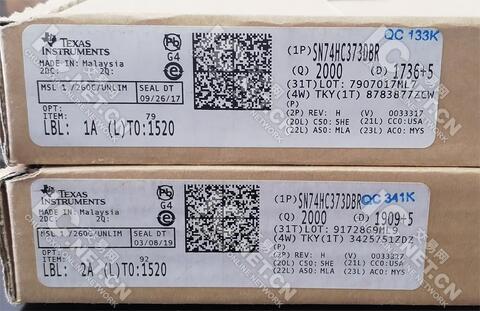 TEXAS
INSTRUMENTS
MADE IN: Malaysia
2DC: 2Q:
G4
MSL 1 /260C/UNLIM
SEAL DT
09/26/17
OPT:
ITEM: 79
LBL: 1A (L)TO:1520
QC 133K
(1P) SN74HC373DBR
(Q) 2000 (D) 1736+5
(31T)LOT: 7907017ML7
(4W) TKY(1T) 8783877ZGW
(P)
(2P) REV: H (V) 0033317
(20L) CSO: SHE (21L) CCO:USA
(22L) ASO: MLA (23L) ACO: MYS
TEXAS
INSTRUMENTS
MADE IN: Malaysia
2DC: 2Q:
G4
MSL 1 /260C/UNLIM
SEAL DT
03/08/19
OPT:
ITEM: 92
LBL: 2A (L)TO:1520
(1P) SN74HC373DBR QC 341K
(Q) 2000 (D) 1909+5
(31T)LOT: 9172869ML9
(4W) TKY(1T) 3425751ZDZ
(P)
(2P) REV: H (V) 0033317
(20L) CSO: SHE (21L) CCO:USA
(22L) ASO: MLA (23L) ACO: MYS